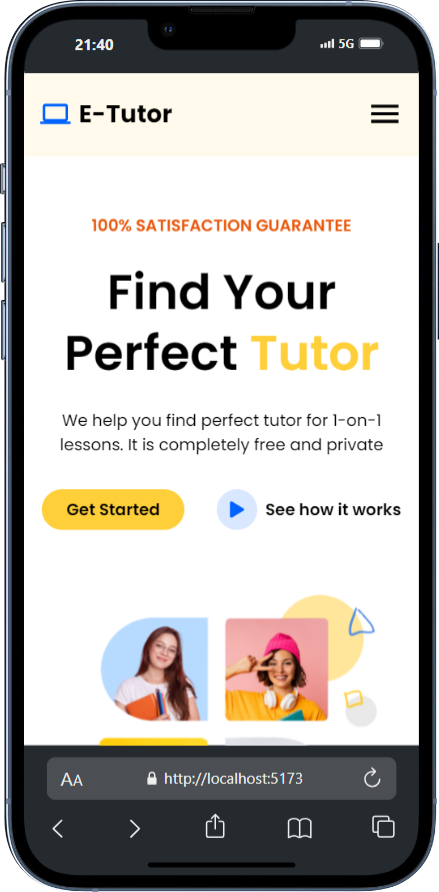 21:40
5G
E-Tutor
100% SATISFACTION GUARANTEE
Find Your
Perfect Tutor
We help you find perfect tutor for 1-on-1
lessons. It is completely free and private
Get Started
See how it works
AA
http://localhost:5173